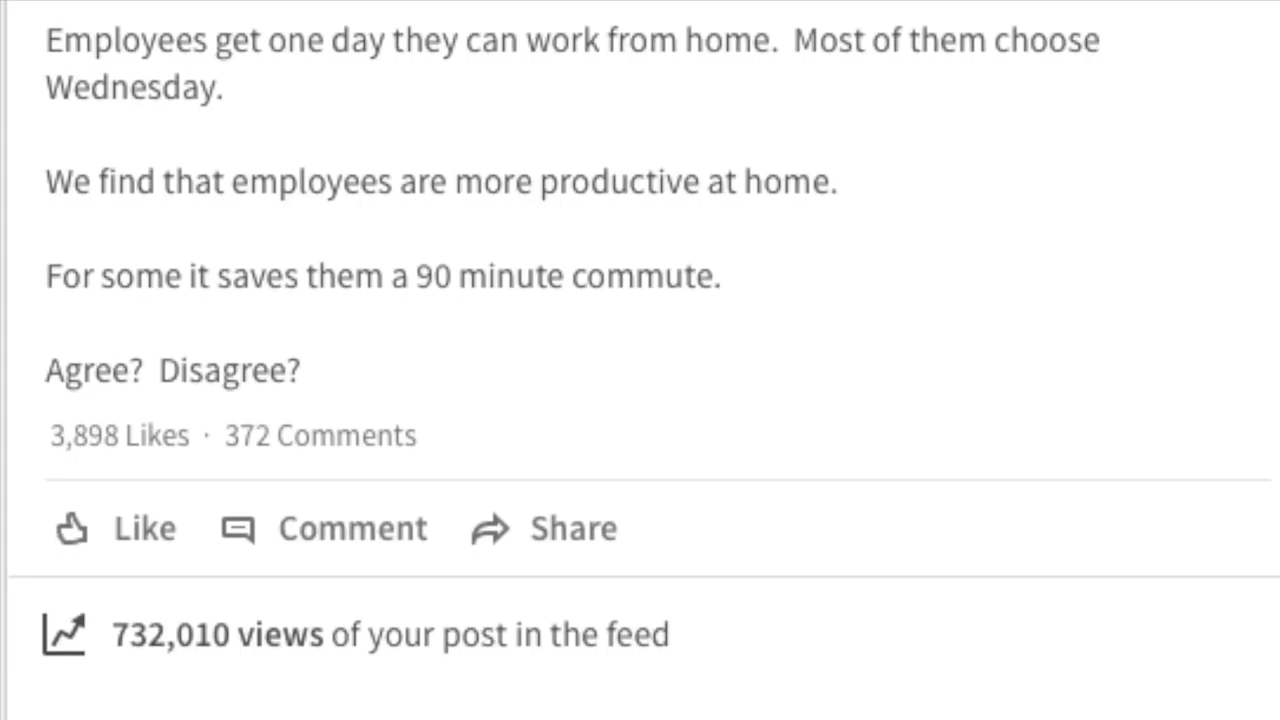 Employees get one day they can work from home.  Most of them choose
Wednesday.
We find that employees are more productive at home.
For some it saves them a 90 minute commute.
Agree?  Disagree?
3,898 Likes · 372 Comments
Like Comment Share
732,010 views of your post in the feed